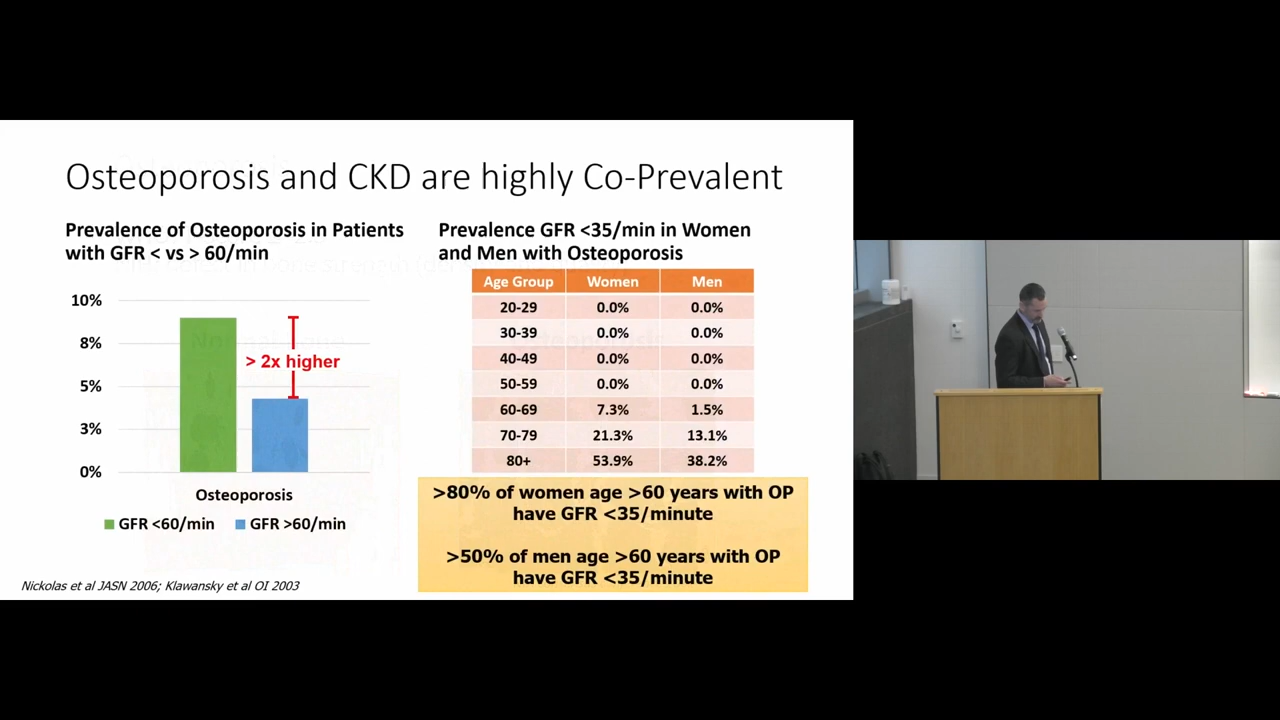 Osteoporosis and CKD are highly Co-Prevalent
Prevalence of Osteoporosis in Patients
with GFR < vs > 60/min
10%
8%
5%
3%
0%
> 2x higher
Osteoporosis
GFR <60/min GFR >60/min
Prevalence GFR <35/min in Women
and Men with Osteoporosis
Age Group Women Men
20-29 0.0% 0.0%
30-39 0.0% 0.0%
40-49 0.0% 0.0%
50-59 0.0% 0.0%
60-69 7.3% 1.5%
70-79 21.3% 13.1%
80+ 53.9% 38.2%
>80% of women age >60 years with OP
have GFR <35/minute
>50% of men age >60 years with OP
have GFR <35/minute
Nickolas et al JASN 2006; Klawansky et al OI 2003